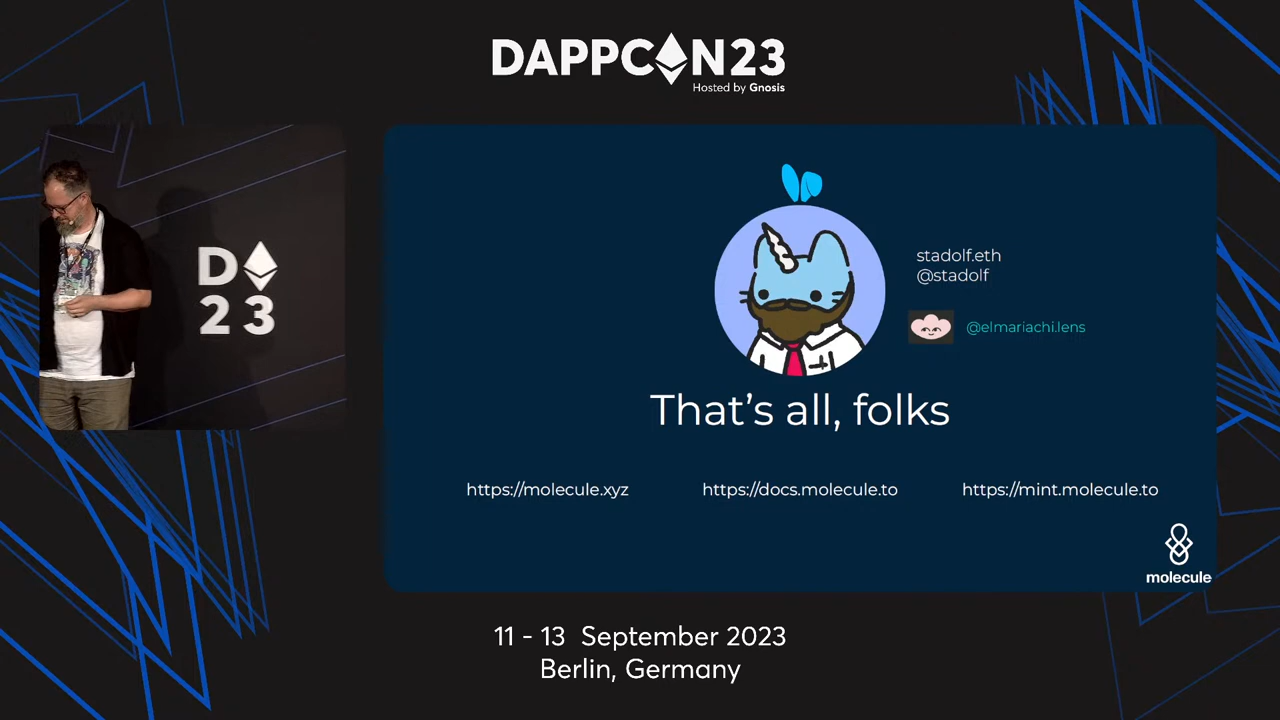 DAPPCON23
Hosted by Gnosis
D
23
stadolf.eth
@stadolf
@elmariachi.lens
That's all, folks
https://molecule.xyz
https://docs.molecule.to
https://mint.molecule.to
molecule
11 - 13 September 2023
Berlin, Germany